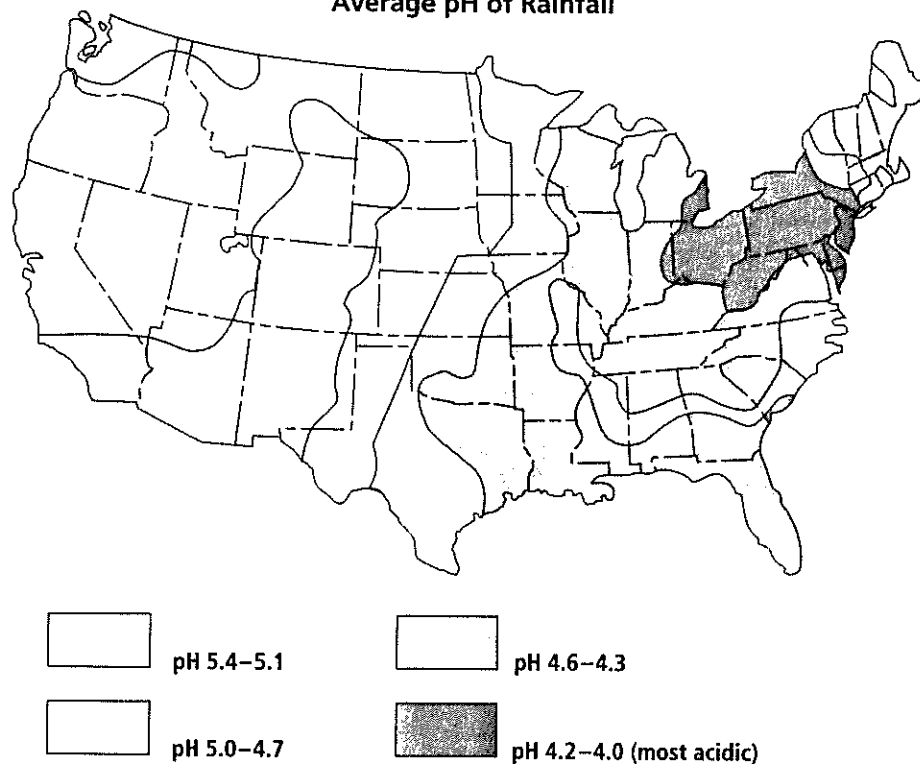 Average pH of Rainfall
pH 5.4–5.1
pH 4.6–4.3
pH 5.0–4.7
pH 4.2–4.0 (most acidic)